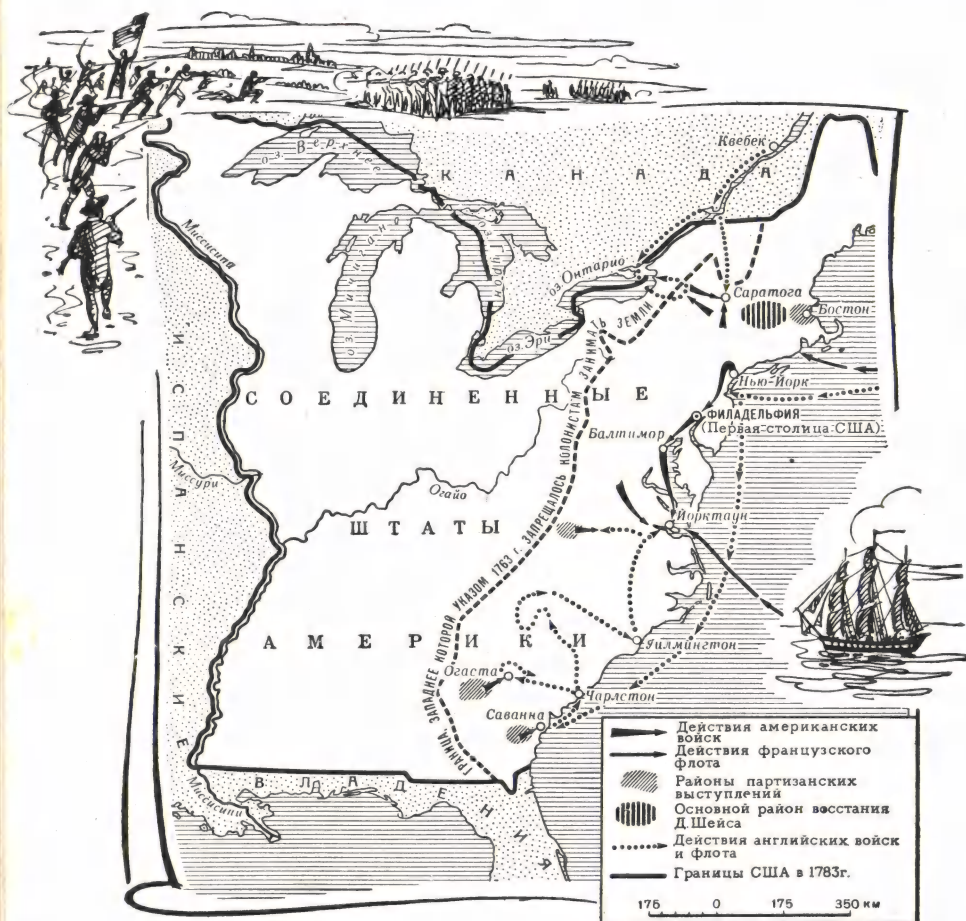 Квебек
оз. Верхнее
КАНАДА
Миссисипи
оз. Мичиган
оз. Гурон
оз. Онтарио
Саратога
Бостон
оз. Эри
ГРАНИЦА, ЗАПАДНЕЕ КОТОРОЙ УКАЗОМ 1763 г. ЗАПРЕЩАЛОСЬ КОЛОНИСТАМ ЗАНИМАТЬ ЗЕМЛИ
Нью-Йорк
СОЕДИНЕННЫЕ
ФИЛАДЕЛЬФИЯ
(Первая столица США)
Балтимор
Миссури
Огайо
Йорктаун
ШТАТЫ
АМЕРИКИ
Уилмингтон
Огаста
Чарлстон
Саванна
ИСПАНСКИЕ
ВЛАДЕНИЯ
Миссисипи
Действия американских
войск
Действия французского
флота
Районы партизанских
выступлений
Основной район восстания
Д.Шейса
Действия английских войск
и флота
Границы США в 1783г.
175 0 175 350 км